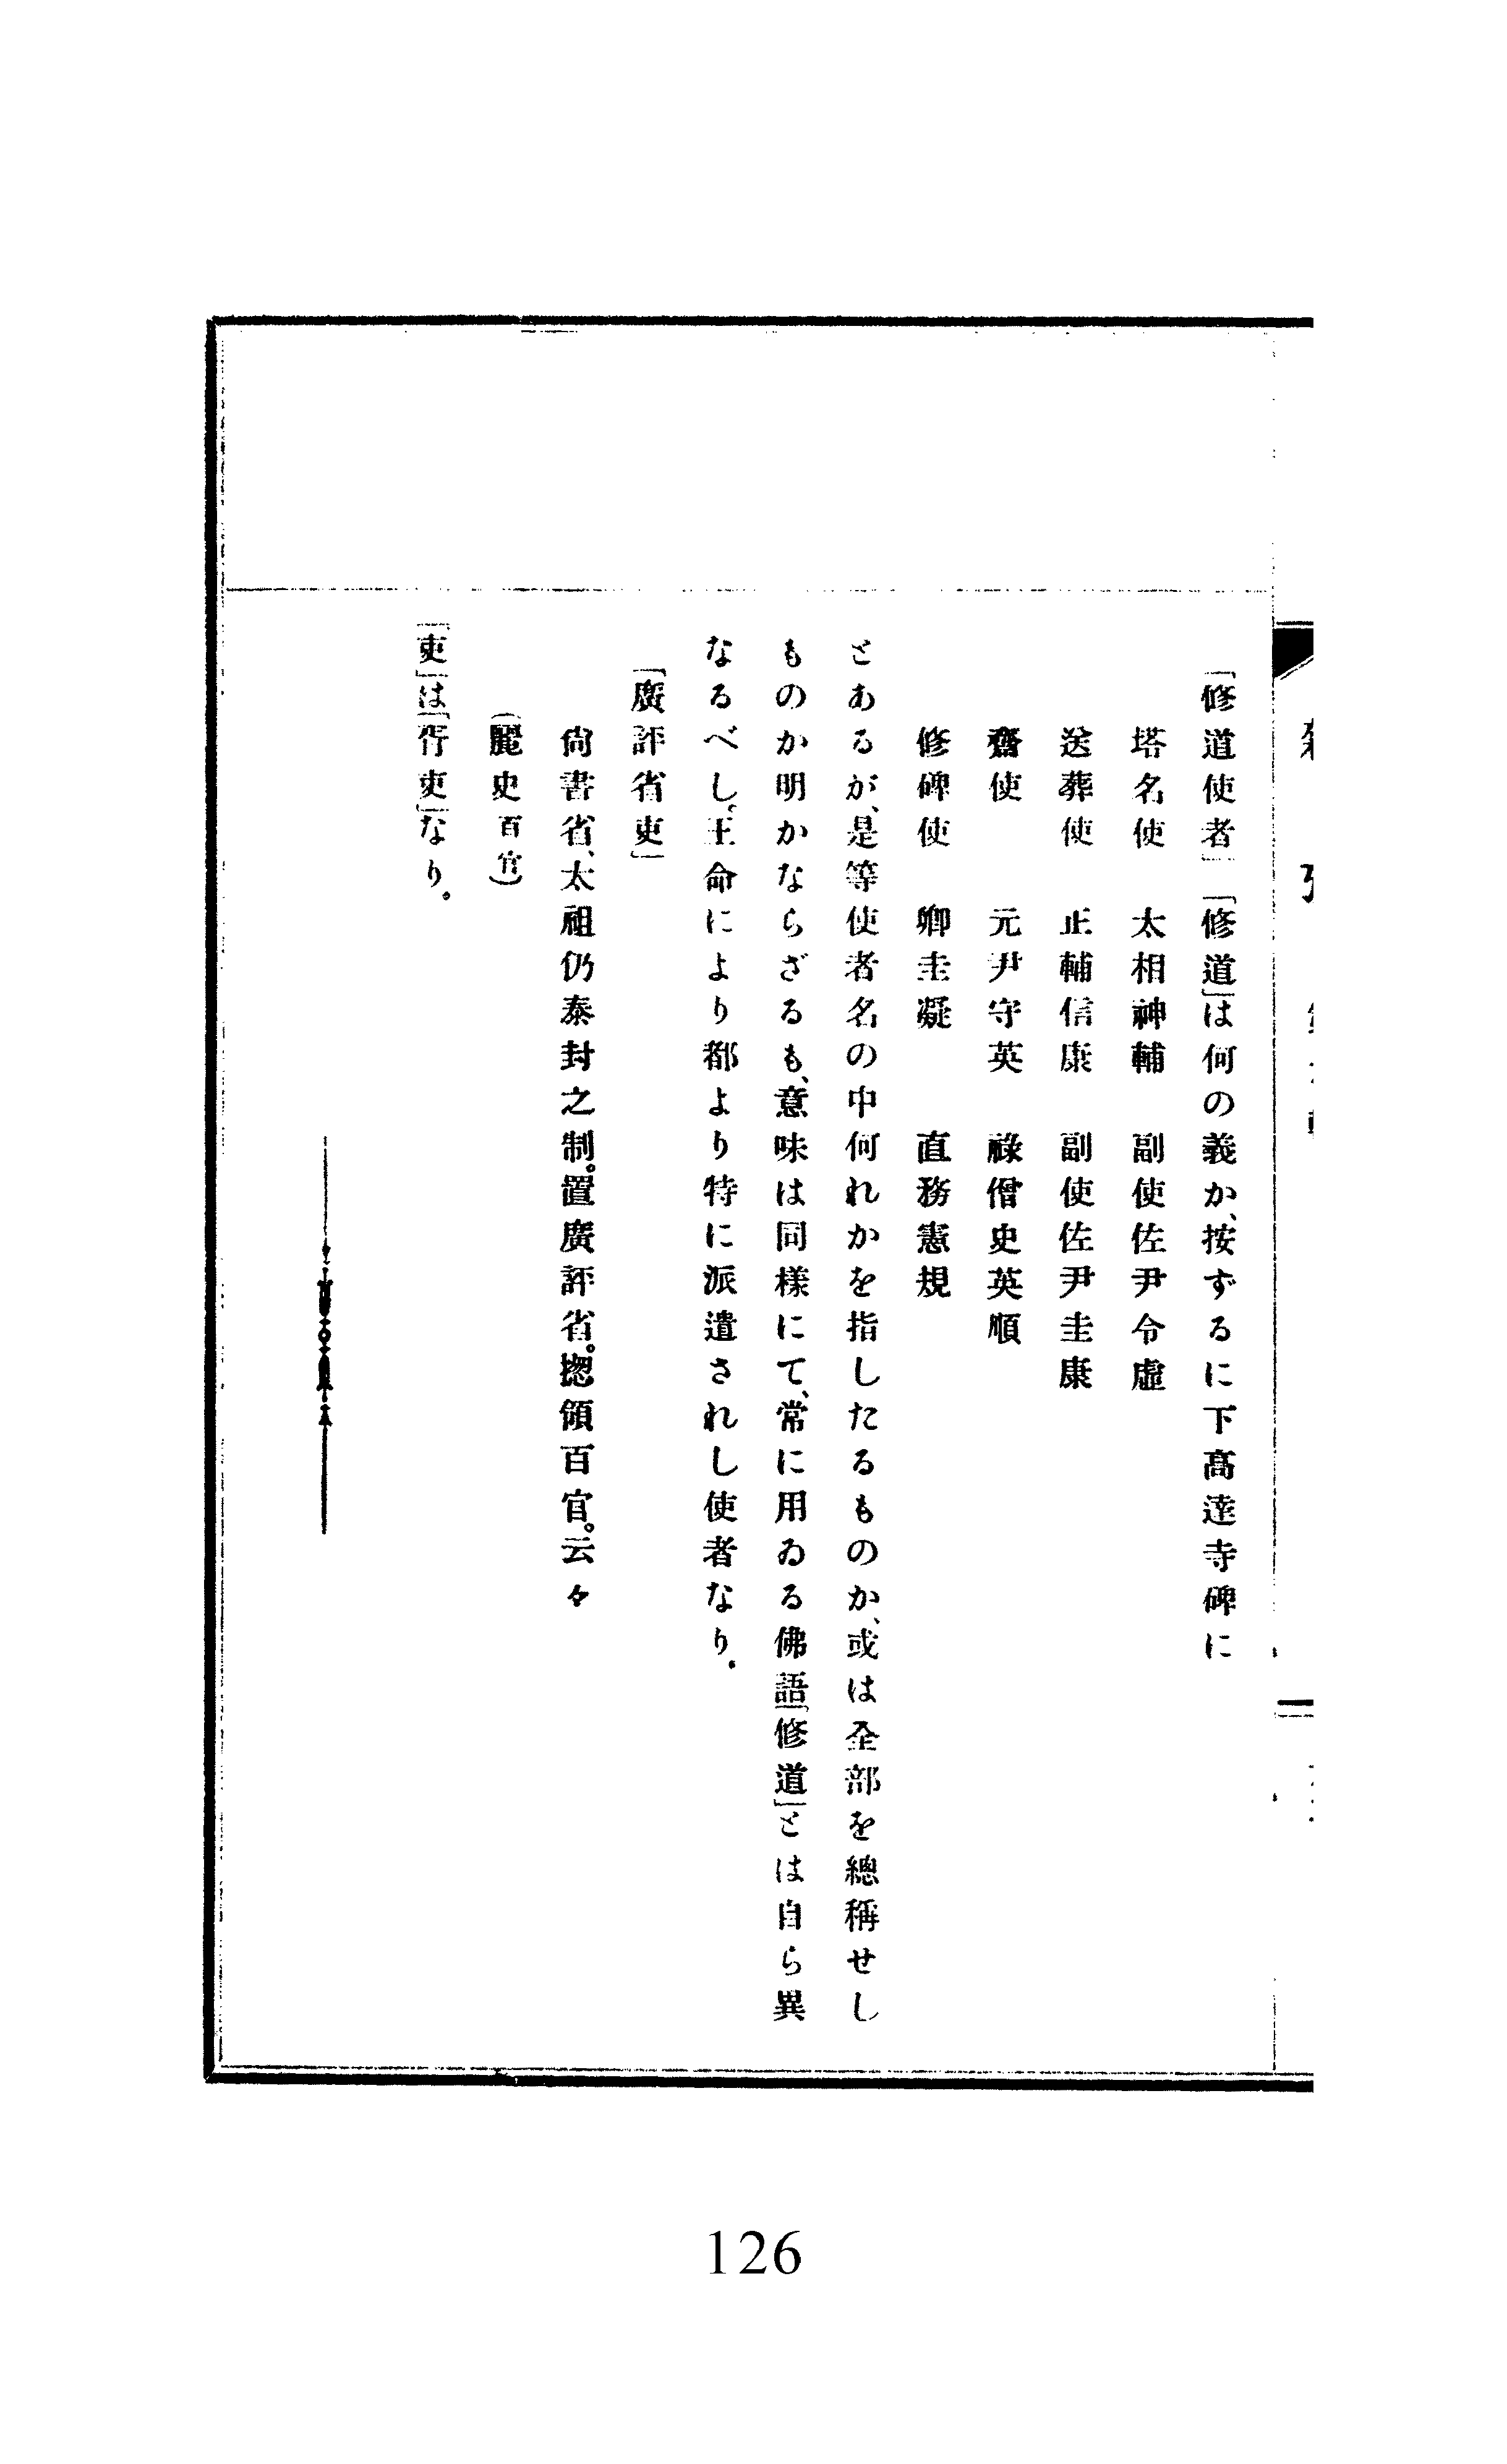 「修道使者」「修道」は何の義か、按ずるに下高達寺碑に
塔名使　太相神輔　副使佐尹令虛
送葬使　正輔信康　副使佐尹圭康
齋使　元尹守英　祿僧史英順
修碑使　卿圭凝　直務憲規
とあるが、是等使者名の中何れかを指したるものか、或は全部を總稱せし
ものか明かならざるも、意味は同樣にて、常に用ゐる佛語「修道」とは自ら異
なるべし。王命により都より特に派遣されし使者なり.
「廣評省吏」
尙書省、太祖仍泰封之制。置廣評省。摠領百官。云々
(麗史百官)
「吏」は「胥吏」なり。
126